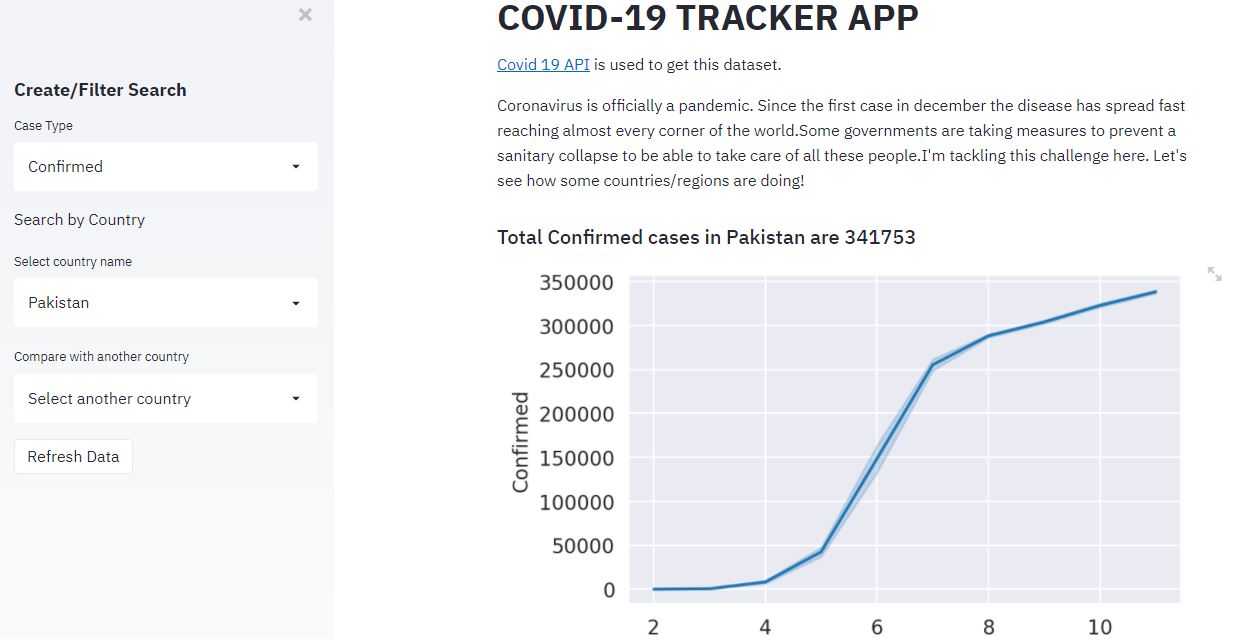 ×
Create/Filter Search
Case Type
Confirmed
Search by Country
Select country name
Pakistan
Compare with another country
Select another country
Refresh Data
COVID-19 TRACKER APP
Covid 19 API is used to get this dataset.
Coronavirus is officially a pandemic. Since the first case in december the disease has spread fast
reaching almost every corner of the world.Some governments are taking measures to prevent a
sanitary collapse to be able to take care of all these people.I'm tackling this challenge here. Let's
see how some countries/regions are doing!
Total Confirmed cases in Pakistan are 341753
Confirmed
350000
300000
250000
200000
150000
100000
50000
0
2 4 6 8 10